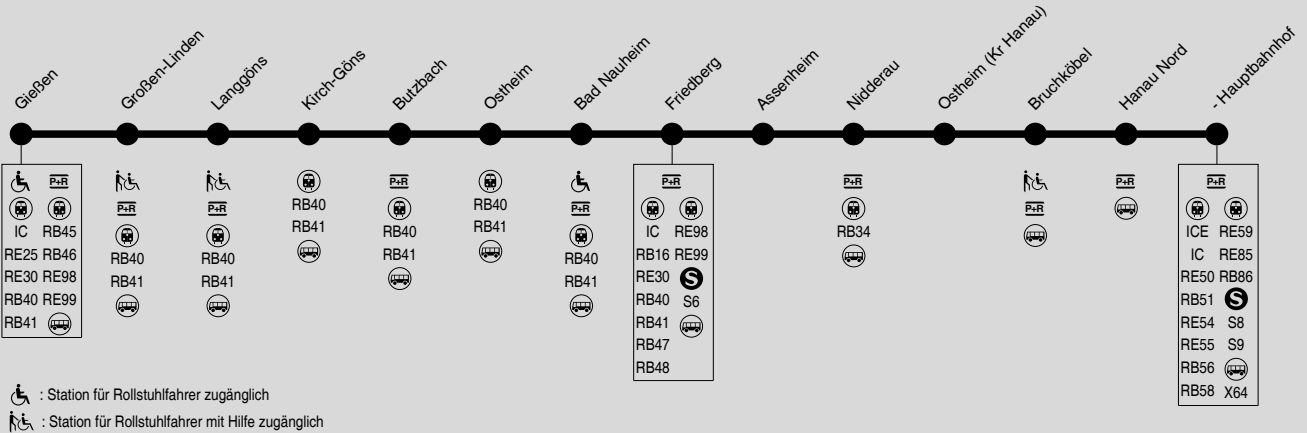 Gießen
Großen-Linden
Langgöns
Kirch-Göns
Butzbach
Ostheim
Bad Nauheim
Friedberg
Assenheim
Nidderau
Ostheim (Kr Hanau)
Bruchköbel
Hanau Nord
- Hauptbahnhof
P+R
IC RB45
RE25 RB46
RE30 RE98
RB40 RE99
RB41
P+R
RB40
RB41
P+R
RB40
RB41
RB40
RB41
P+R
RB40
RB41
RB40
RB41
P+R
RB40
RB41
P+R
IC RE98
RB16 RE99
RE30 S
RB40 S6
RB41
RB47
RB48
P+R
RB34
P+R
P+R
P+R
ICE RE59
IC RE85
RE50 RB86
RB51 S
RE54 S8
RE55 S9
RB56
RB58 X64
: Station für Rollstuhlfahrer zugänglich
: Station für Rollstuhlfahrer mit Hilfe zugänglich